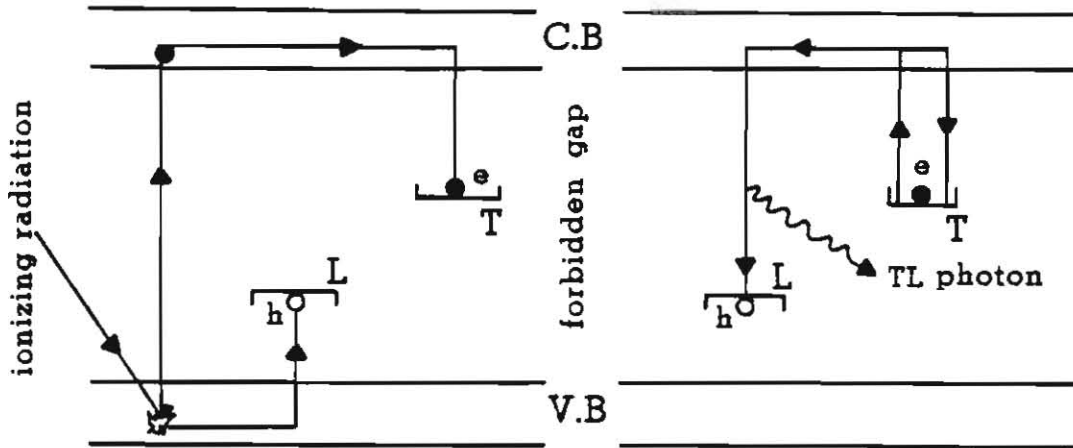 C.B
ionizing radiation
forbidden gap
e
T
L
h
e
T
TL photon
L
h
V.B